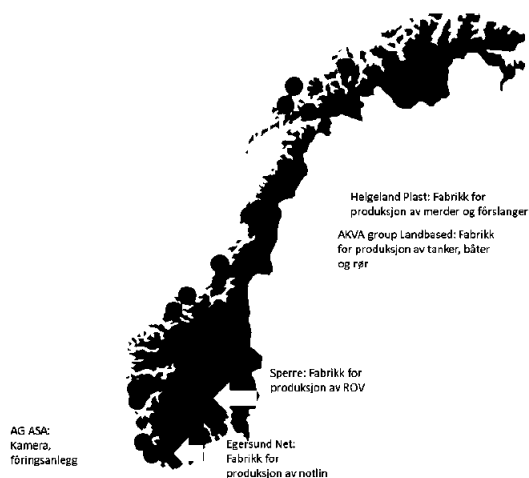 Helgeland Plast: Fabrikk for
produksjon av merder og fôrslanger
AKVA group Landbased: Fabrikk
for produksjon av tanker, båter
og rør
Sperre: Fabrikk for
produksjon av ROV
AG ASA:
Kamera,
fôringsanlegg
Egersund Net:
Fabrikk for
produksjon av notlin